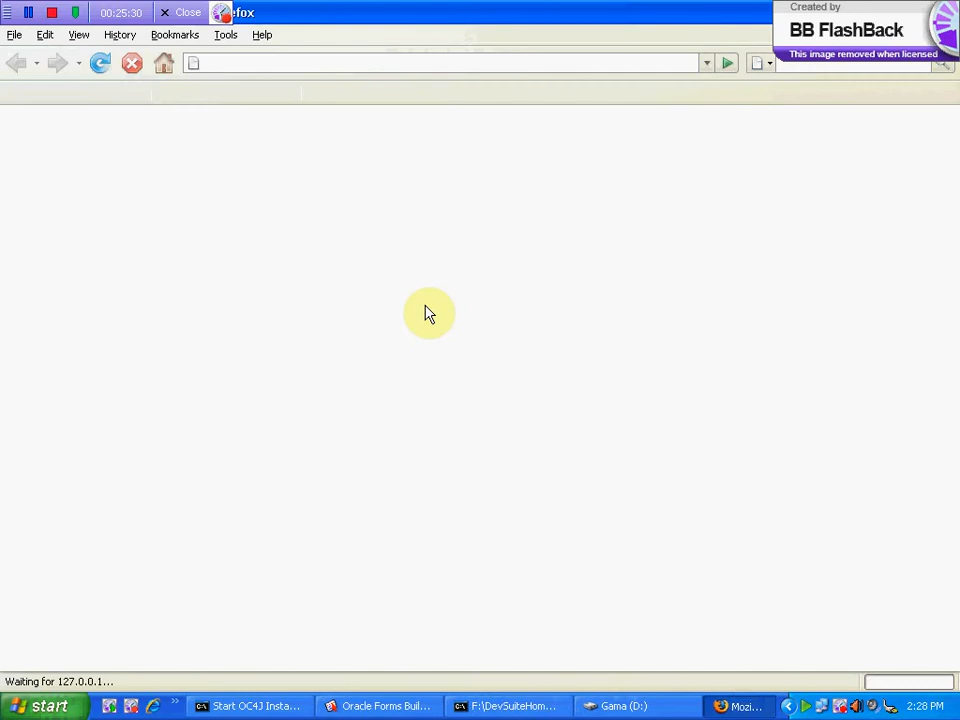 00:25:30 Close efox
Created by
BB FlashBack
This image removed when licensed
File Edit View History Bookmarks Tools Help
Waiting for 127.0.0.1...
start Start OC4J Insta... Oracle Forms Buil... F:\DevSuiteHom... Gama (D:) Mozi... 2:28 PM